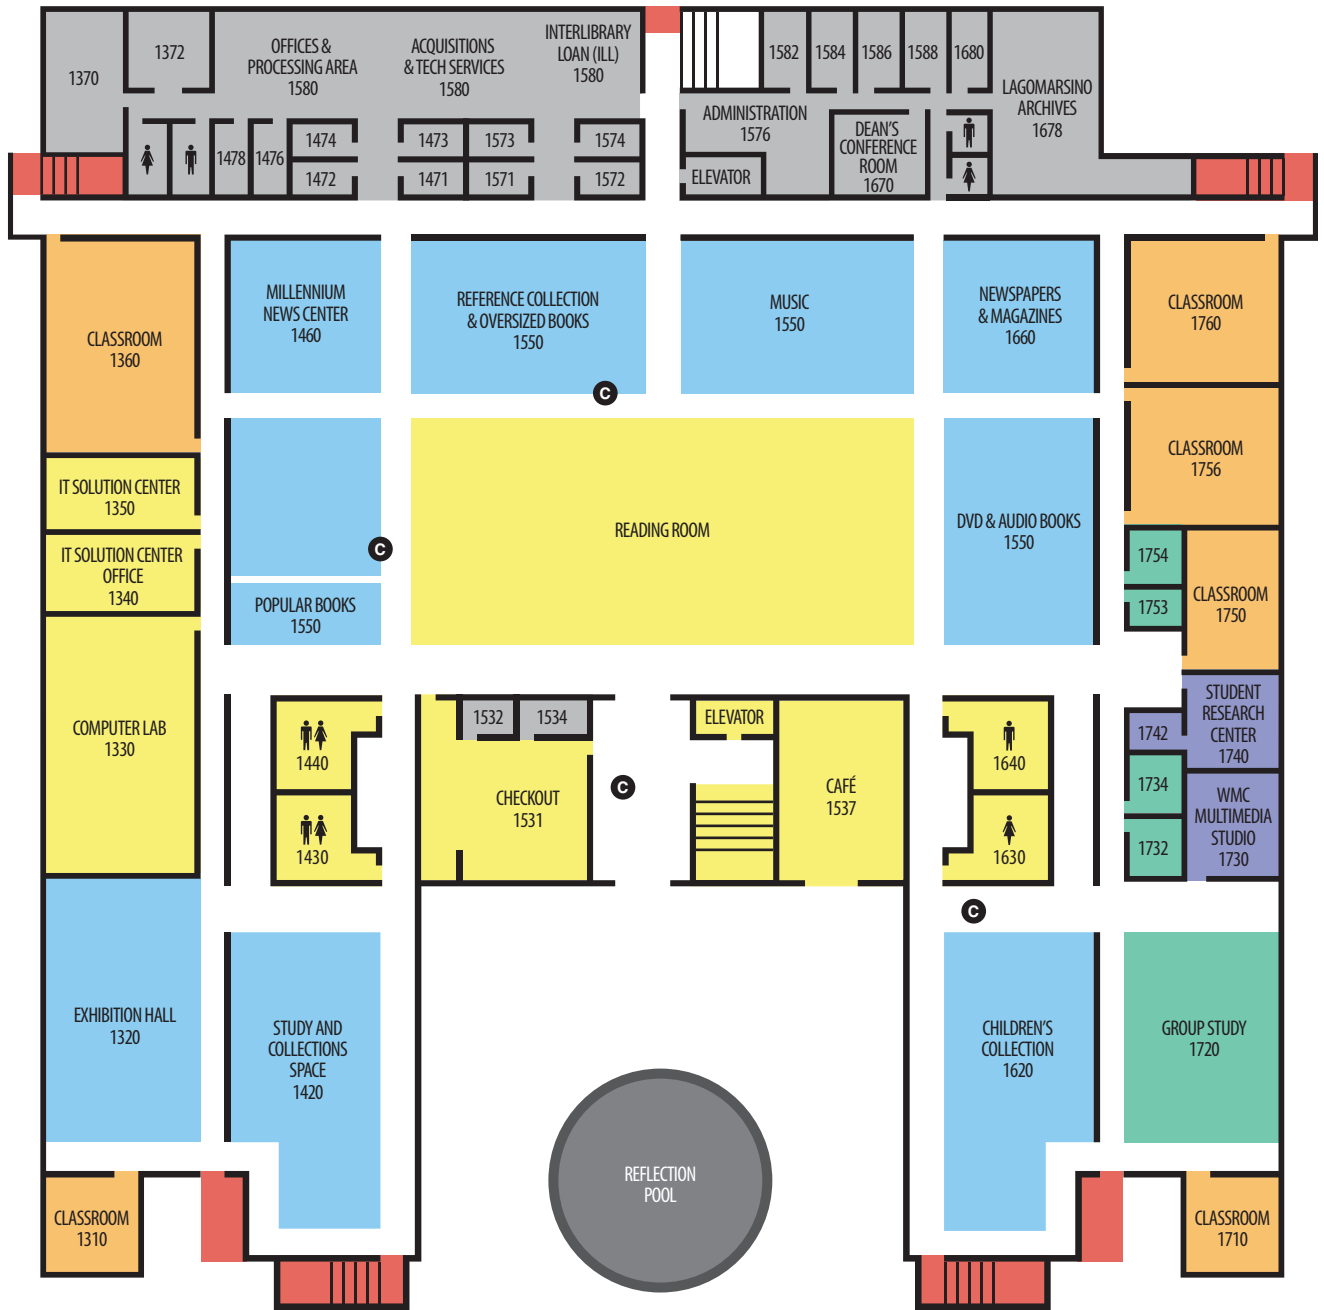 1370
1372
OFFICES &
PROCESSING AREA
1580
ACQUISITIONS
& TECH SERVICES
1580
INTERLIBRARY
LOAN (ILL)
1580
1582
1584
1586
1588
1680
LAGOMARSINO
ARCHIVES
1678
ADMINISTRATION
1576
DEAN'S
CONFERENCE
ROOM
1670
1478
1476
1474
1472
1473
1471
1573
1571
1574
1572
ELEVATOR
CLASSROOM
1360
MILLENNIUM
NEWS CENTER
1460
REFERENCE COLLECTION
& OVERSIZED BOOKS
1550
MUSIC
1550
NEWSPAPERS
& MAGAZINES
1660
CLASSROOM
1760
C
CLASSROOM
1756
IT SOLUTION CENTER
1350
READING ROOM
DVD & AUDIO BOOKS
1550
C
IT SOLUTION CENTER
OFFICE
1340
POPULAR BOOKS
1550
1754
1753
CLASSROOM
1750
COMPUTER LAB
1330
1440
1430
1532
1534
CHECKOUT
1531
C
ELEVATOR
CAFÉ
1537
1640
1630
STUDENT
RESEARCH
CENTER
1740
1742
1734
1732
WMC
MULTIMEDIA
STUDIO
1730
C
EXHIBITION HALL
1320
STUDY AND
COLLECTIONS
SPACE
1420
CHILDREN'S
COLLECTION
1620
GROUP STUDY
1720
REFLECTION
POOL
CLASSROOM
1310
CLASSROOM
1710